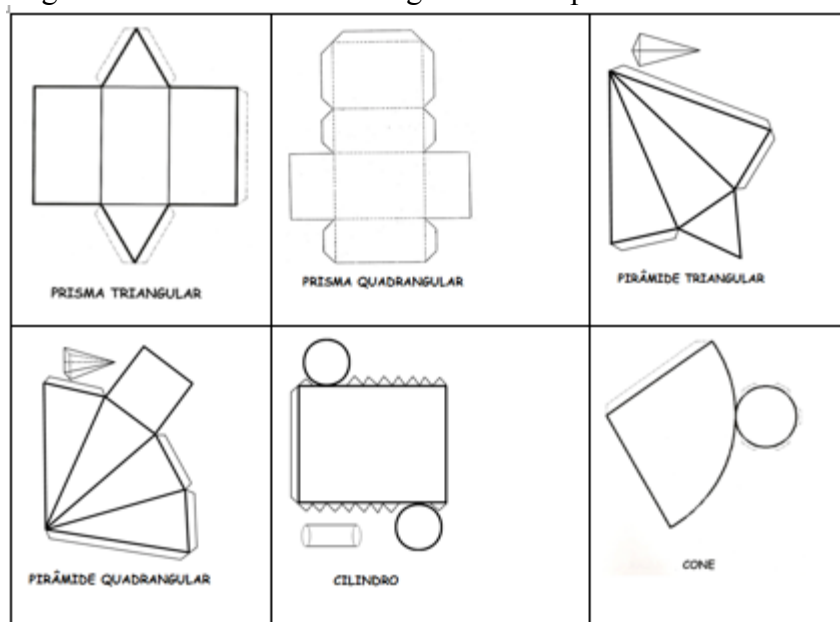 PRISMA TRIANGULAR
PRISMA QUADRANGULAR
PIRÂMIDE TRIANGULAR
PIRÂMIDE QUADRANGULAR
CILINDRO
CONE